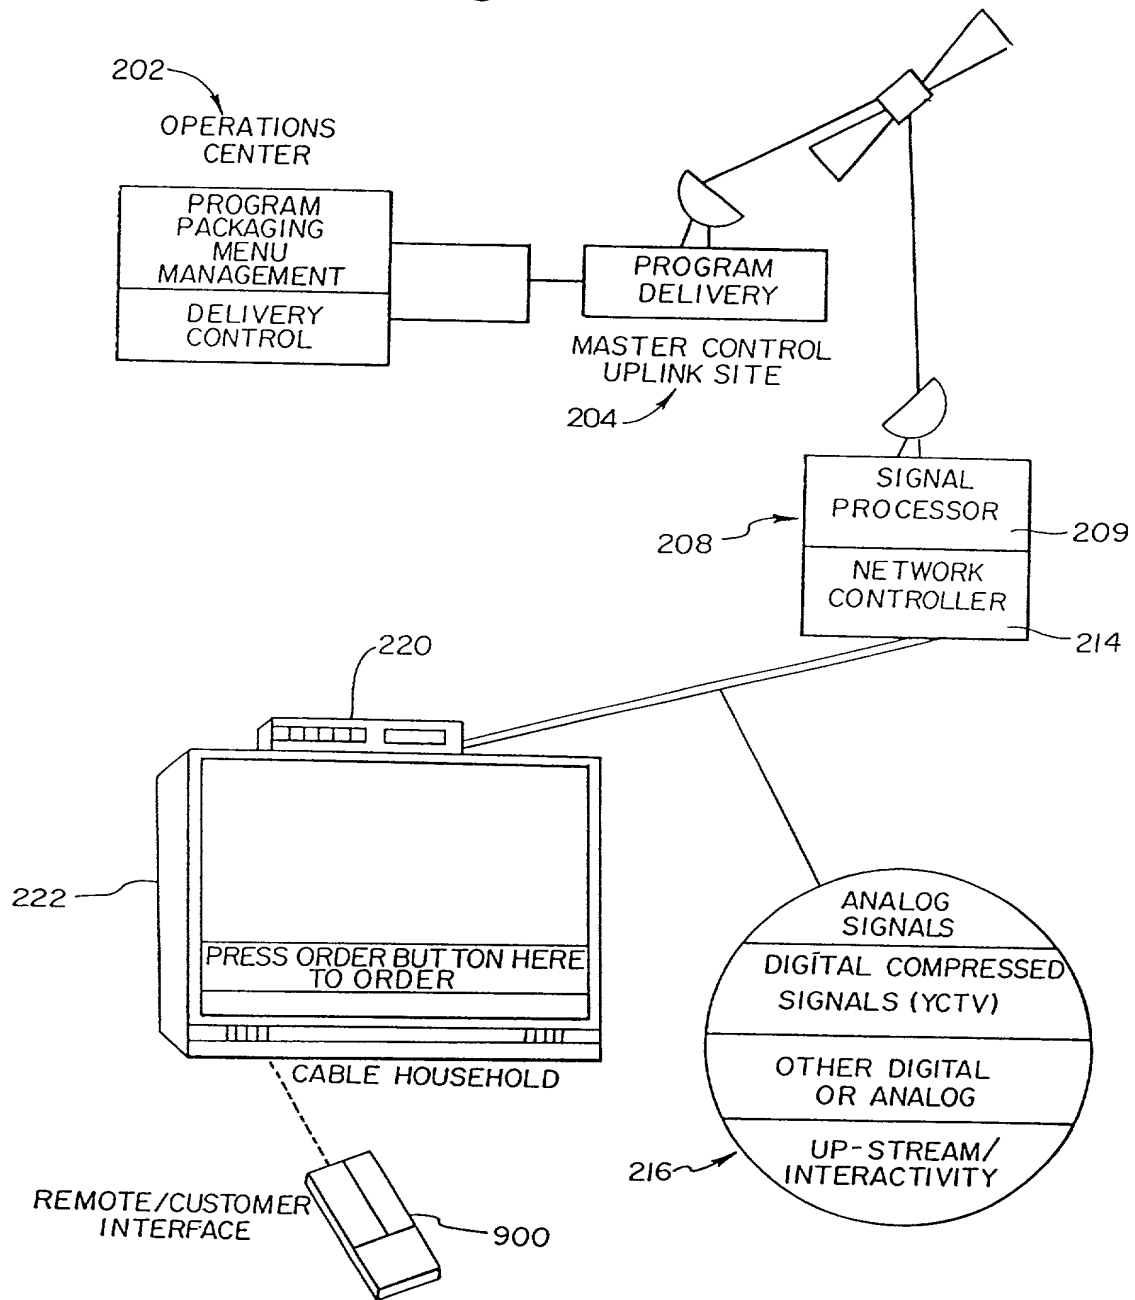 202
OPERATIONS
CENTER
PROGRAM
PACKAGING
MENU
MANAGEMENT
DELIVERY
CONTROL
PROGRAM
DELIVERY
MASTER CONTROL
UPLINK SITE
204
SIGNAL
PROCESSOR
209
208
NETWORK
CONTROLLER
214
220
222
PRESS ORDER BUTTON HERE
TO ORDER
CABLE HOUSEHOLD
ANALOG
SIGNALS
DIGITAL COMPRESSED
SIGNALS (YCTV)
OTHER DIGITAL
OR ANALOG
UP-STREAM/
INTERACTIVITY
216
REMOTE/CUSTOMER
INTERFACE
900